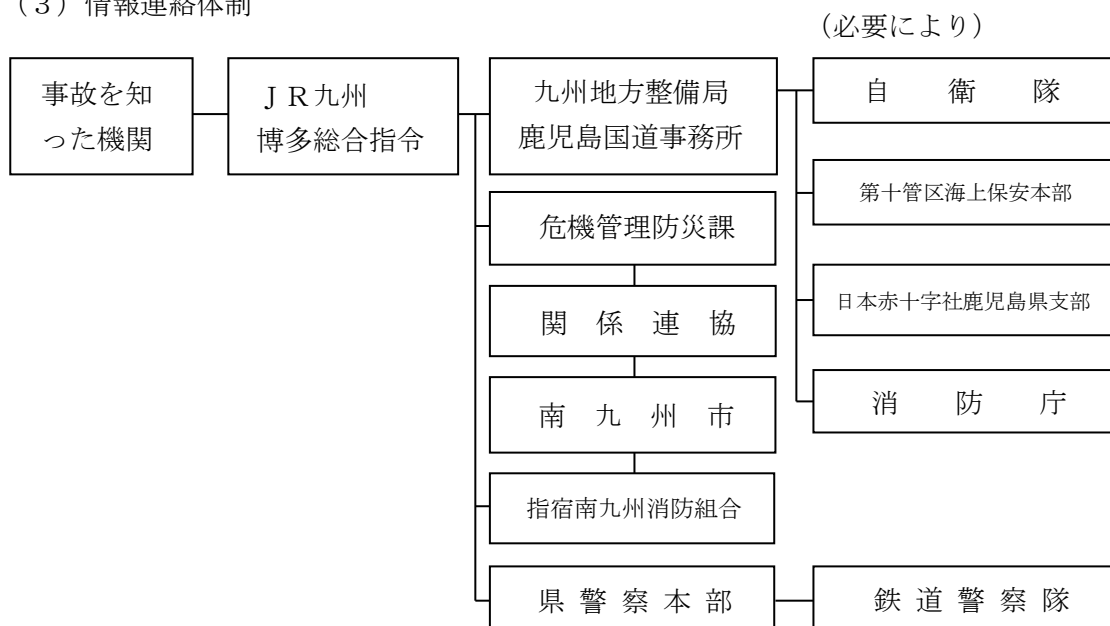 （３）情報連絡体制
（必要により）
事故を知
った機関
ＪＲ九州
博多総合指令
九州地方整備局
鹿児島国道事務所
自衛隊
第十管区海上保安本部
危機管理防災課
日本赤十字社鹿児島県支部
関係連協
消防庁
南九州市
指宿南九州消防組合
県警察本部
鉄道警察隊